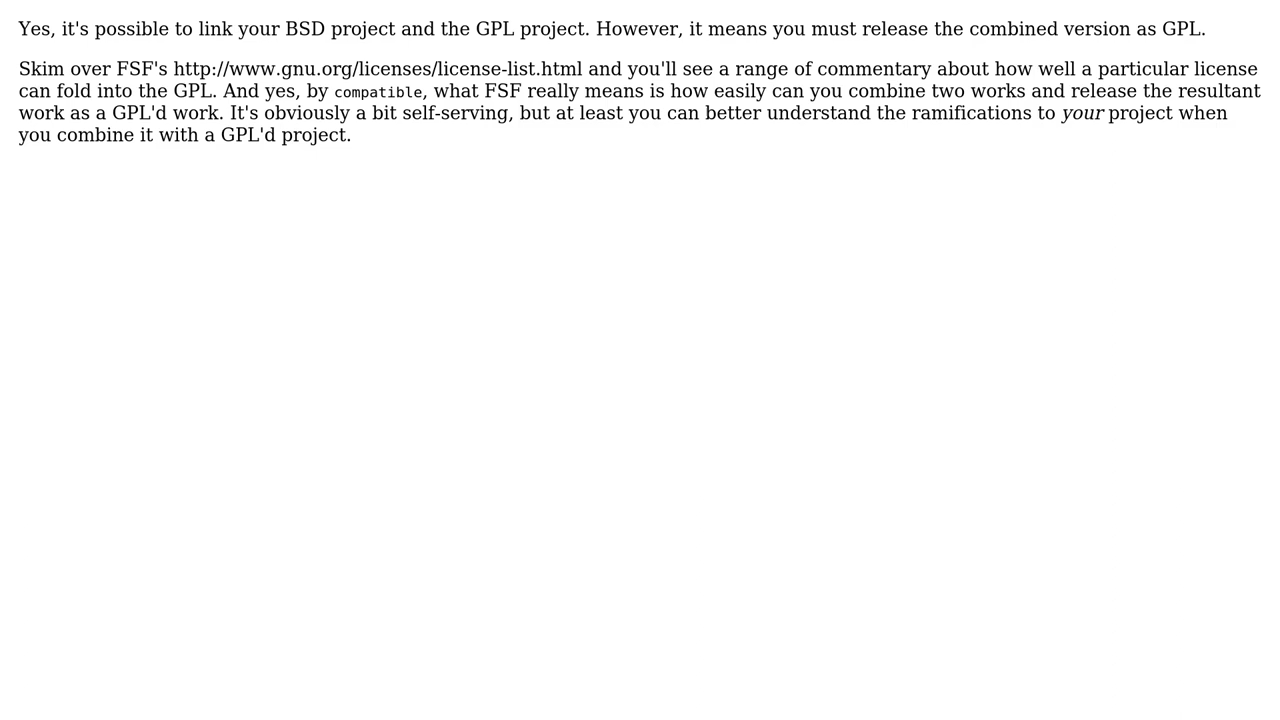 Yes, it's possible to link your BSD project and the GPL project. However, it means you must release the combined version as GPL.
Skim over FSF's http://www.gnu.org/licenses/license-list.html and you'll see a range of commentary about how well a particular license
can fold into the GPL. And yes, by compatible, what FSF really means is how easily can you combine two works and release the resultant
work as a GPL'd work. It's obviously a bit self-serving, but at least you can better understand the ramifications to your project when
you combine it with a GPL'd project.